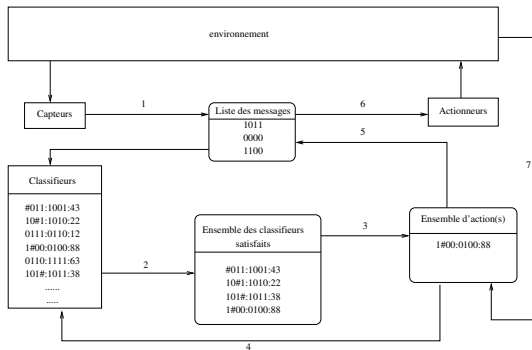 environnement
1
6
Capteurs
Liste des messages
Actionneurs
1011
0000
1100
5
7
Classifieurs
#011:1001:43
10#1:1010:22
0111:0110:12
1#00:0100:88
0110:1111:63
101#:1011:38
......
.....
2
Ensemble des classifieurs
satisfaits
#011:1001:43
10#1:1010:22
101#:1011:38
1#00:0100:88
3
Ensemble d'action(s)
1#00:0100:88
4